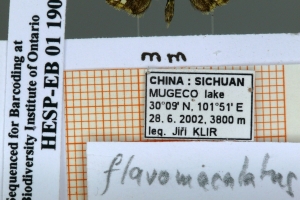 Sequenced for Barcoding at
Biodiversity Institute of Ontario
HESP-EB 01 190
mm
CHINA : SICHUAN
MUGECO lake
30°09' N, 101°51' E
28. 6. 2002, 3800 m
leg. Jiří KLIR
flavomaculatus